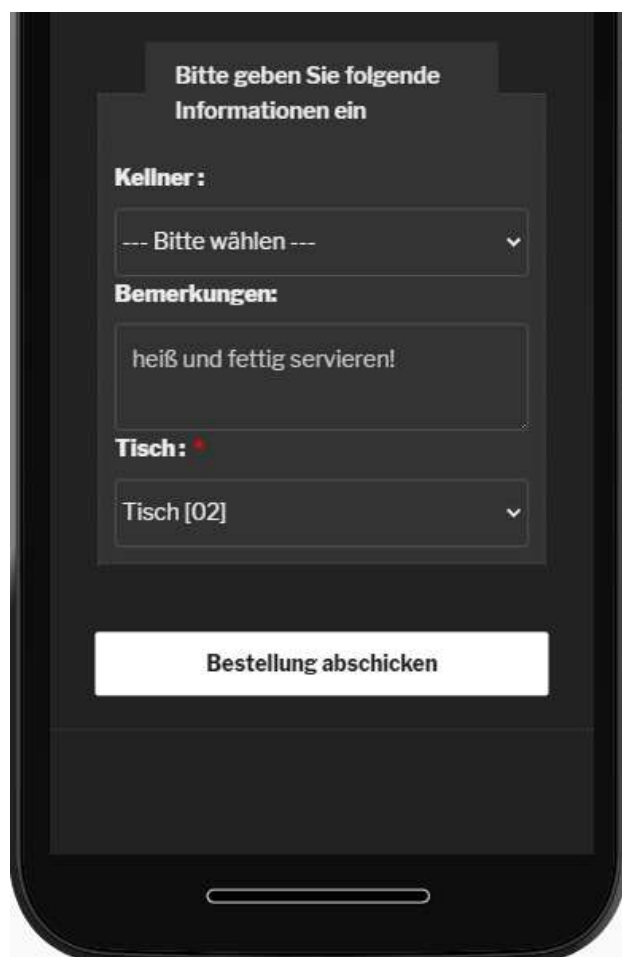 Bitte geben Sie folgende
Informationen ein
Kellner :
--- Bitte wählen ---
Bemerkungen:
heiß und fettig servieren!
Tisch : *
Tisch [02]
Bestellung abschicken